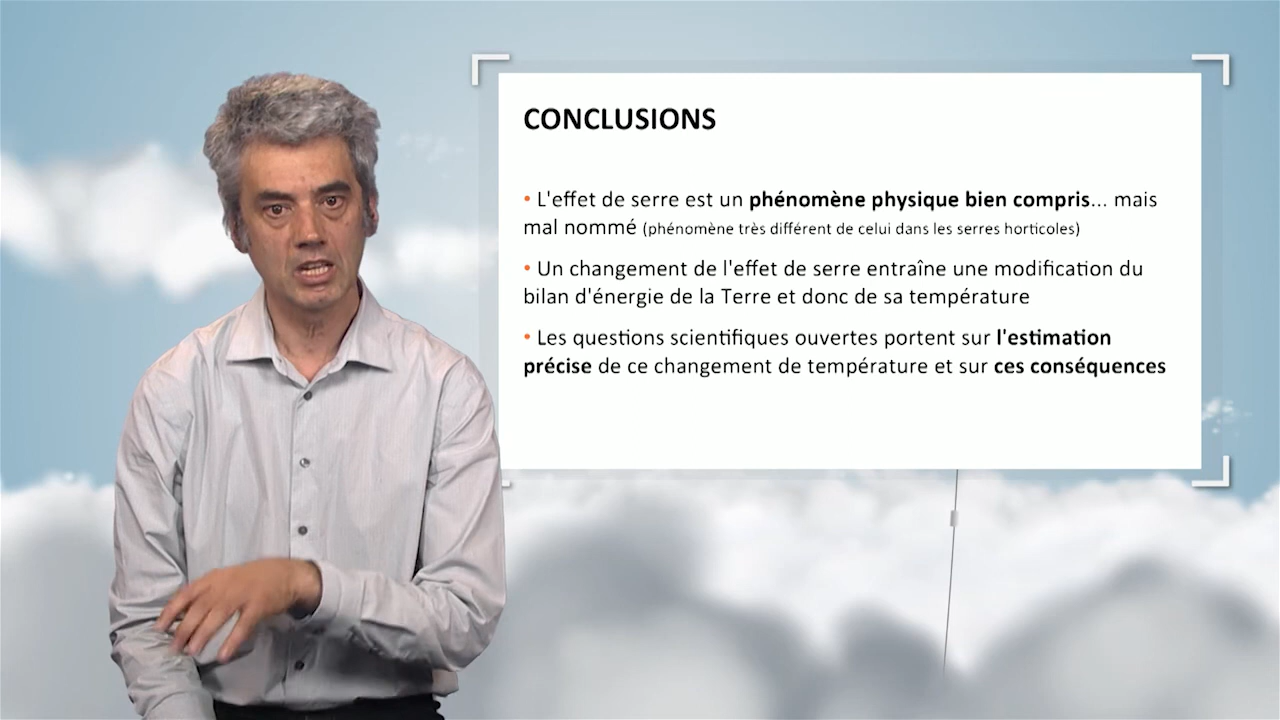 CONCLUSIONS
• L'effet de serre est un phénomène physique bien compris... mais
mal nommé (phénomène très différent de celui dans les serres horticoles)
• Un changement de l'effet de serre entraîne une modification du
bilan d'énergie de la Terre et donc de sa température
• Les questions scientifiques ouvertes portent sur l'estimation
précise de ce changement de température et sur ces conséquences